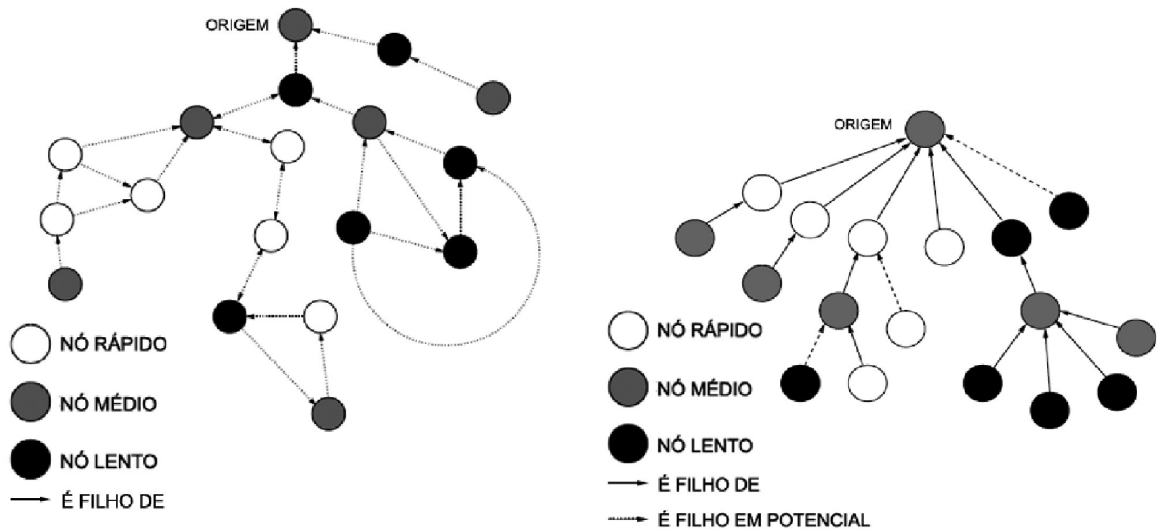 ORIGEM
NÓ RÁPIDO
NÓ MÉDIO
NÓ LENTO
É FILHO DE
ORIGEM
NÓ RÁPIDO
NÓ MÉDIO
NÓ LENTO
É FILHO DE
É FILHO EM POTENCIAL